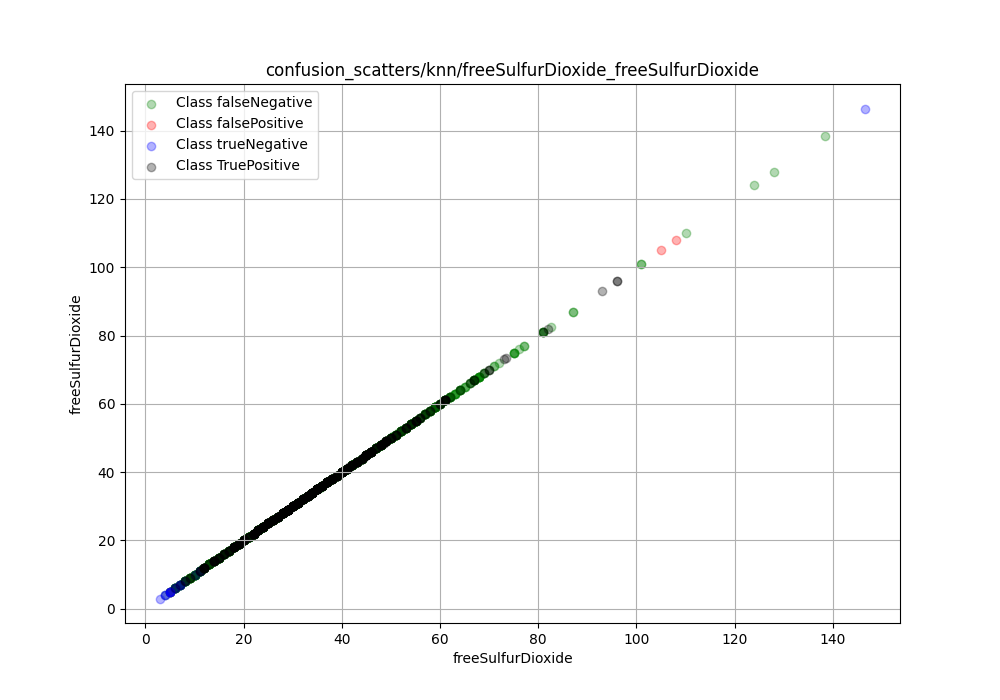 confusion_scatters/knn/freeSulfurDioxide_freeSulfurDioxide
Class falseNegative
Class falsePositive
Class trueNegative
Class TruePositive
140
120
100
80
60
40
20
0
freeSulfurDioxide
0 20 40 60 80 100 120 140
freeSulfurDioxide